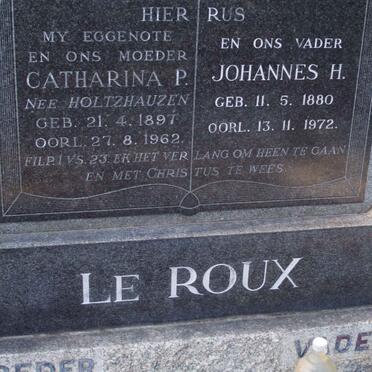 HIER RUS
MY EGGENOTE
EN ONS MOEDER
CATHARINA P.
NEE HOLTZHAUZEN
GEB. 21. 4. 1897
OORL. 27. 8. 1962.
EN ONS VADER
JOHANNES H.
GEB. 11. 5. 1880
OORL. 13. 11. 1972.
FILP. 1 VS. 23. EK HET VERLANG OM HEEN TE GAAN
EN MET CHRISTUS TE WEES.
LE ROUX